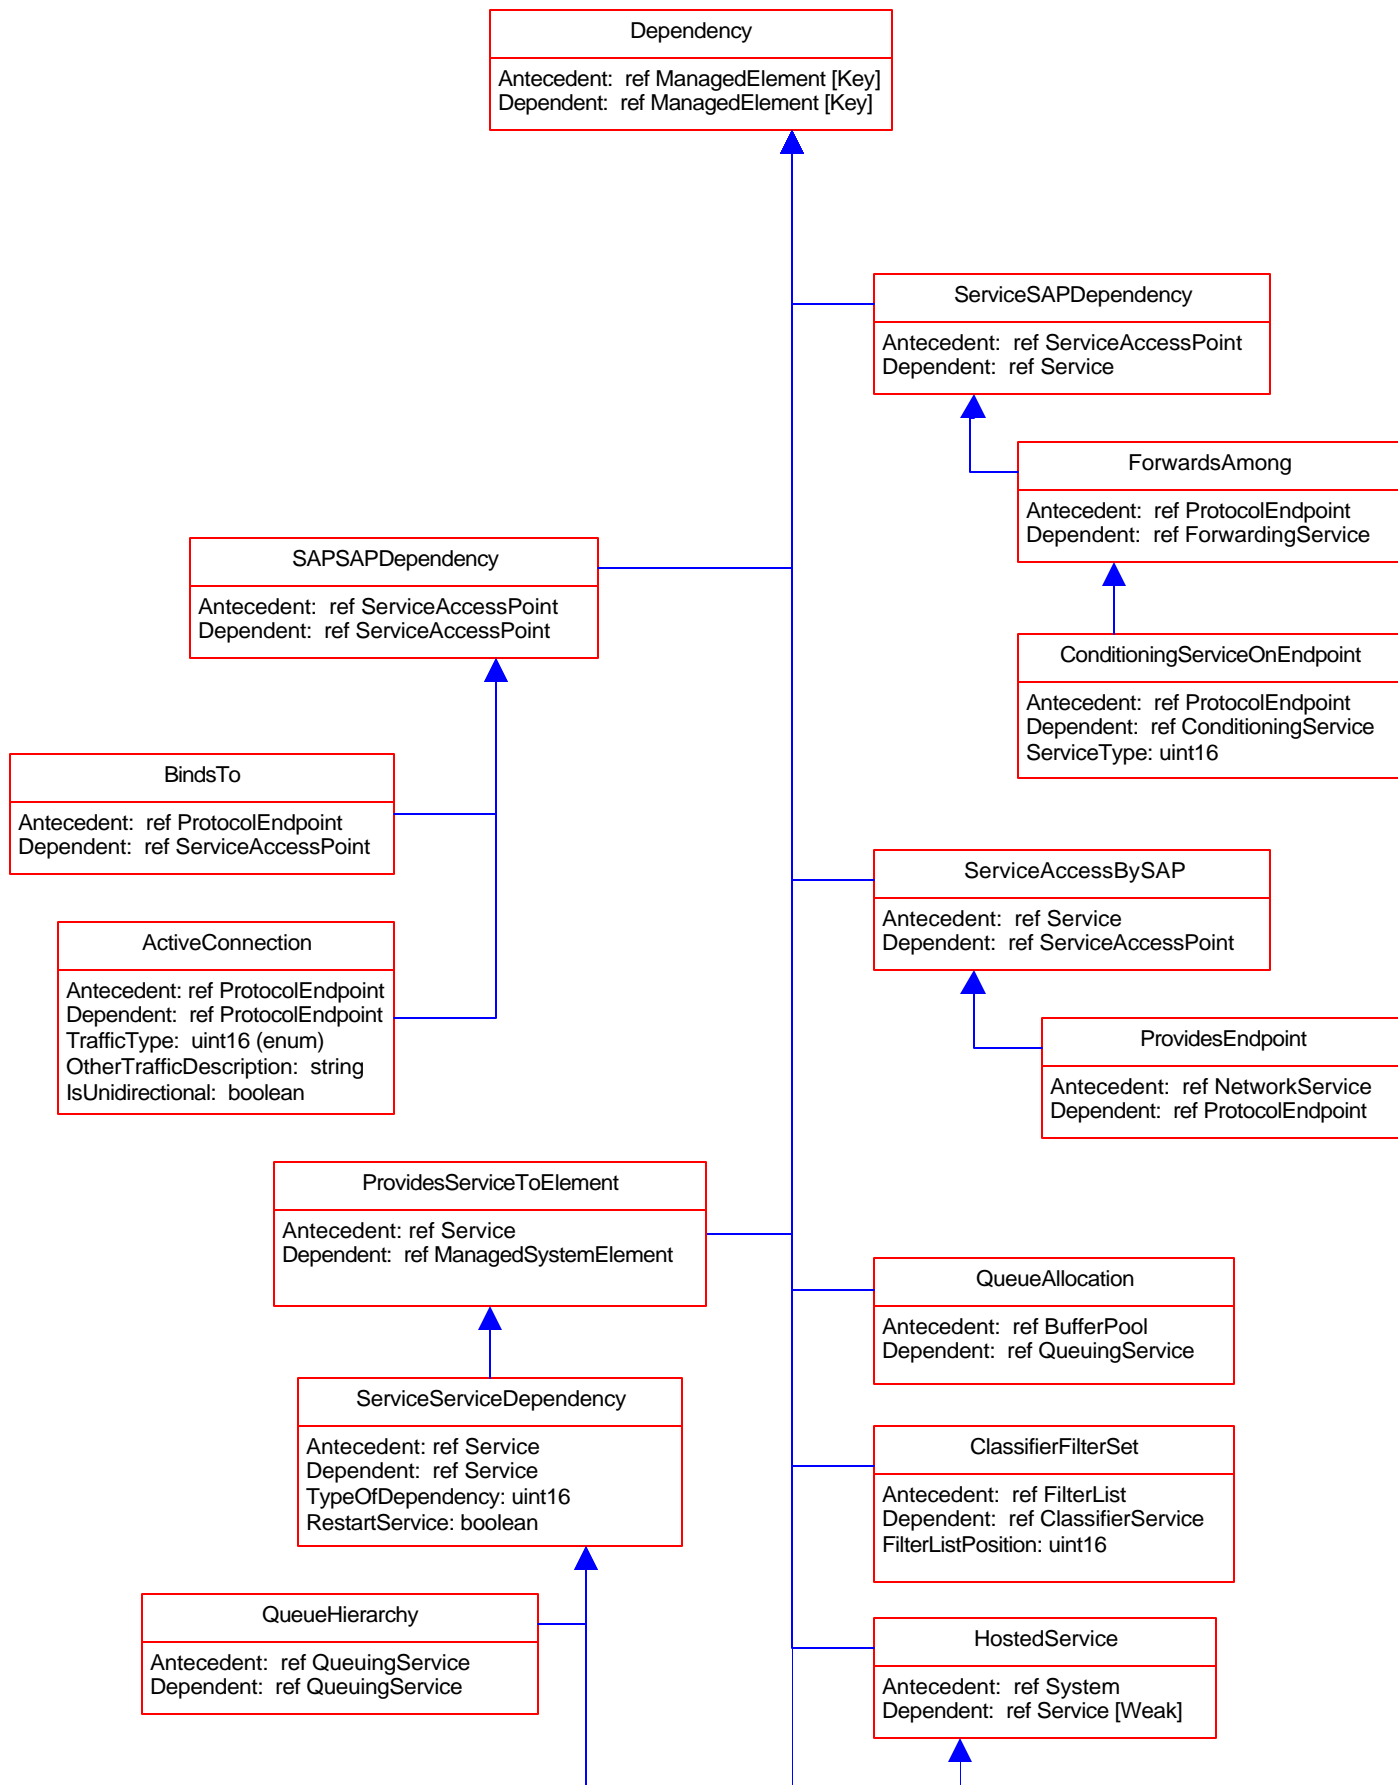 Dependency
Antecedent: ref ManagedElement [Key]
Dependent: ref ManagedElement [Key]
ServiceSAPDependency
Antecedent: ref ServiceAccessPoint
Dependent: ref Service
ForwardsAmong
Antecedent: ref ProtocolEndpoint
Dependent: ref ForwardingService
SAPSAPDependency
Antecedent: ref ServiceAccessPoint
Dependent: ref ServiceAccessPoint
ConditioningServiceOnEndpoint
Antecedent: ref ProtocolEndpoint
Dependent: ref ConditioningService
ServiceType: uint16
BindsTo
Antecedent: ref ProtocolEndpoint
Dependent: ref ServiceAccessPoint
ServiceAccessBySAP
Antecedent: ref Service
Dependent: ref ServiceAccessPoint
ActiveConnection
Antecedent: ref ProtocolEndpoint
Dependent: ref ProtocolEndpoint
TrafficType: uint16 (enum)
OtherTrafficDescription: string
IsUnidirectional: boolean
ProvidesEndpoint
Antecedent: ref NetworkService
Dependent: ref ProtocolEndpoint
ProvidesServiceToElement
Antecedent: ref Service
Dependent: ref ManagedSystemElement
QueueAllocation
Antecedent: ref BufferPool
Dependent: ref QueuingService
ServiceServiceDependency
Antecedent: ref Service
Dependent: ref Service
TypeOfDependency: uint16
RestartService: boolean
ClassifierFilterSet
Antecedent: ref FilterList
Dependent: ref ClassifierService
FilterListPosition: uint16
QueueHierarchy
Antecedent: ref QueuingService
Dependent: ref QueuingService
HostedService
Antecedent: ref System
Dependent: ref Service [Weak]